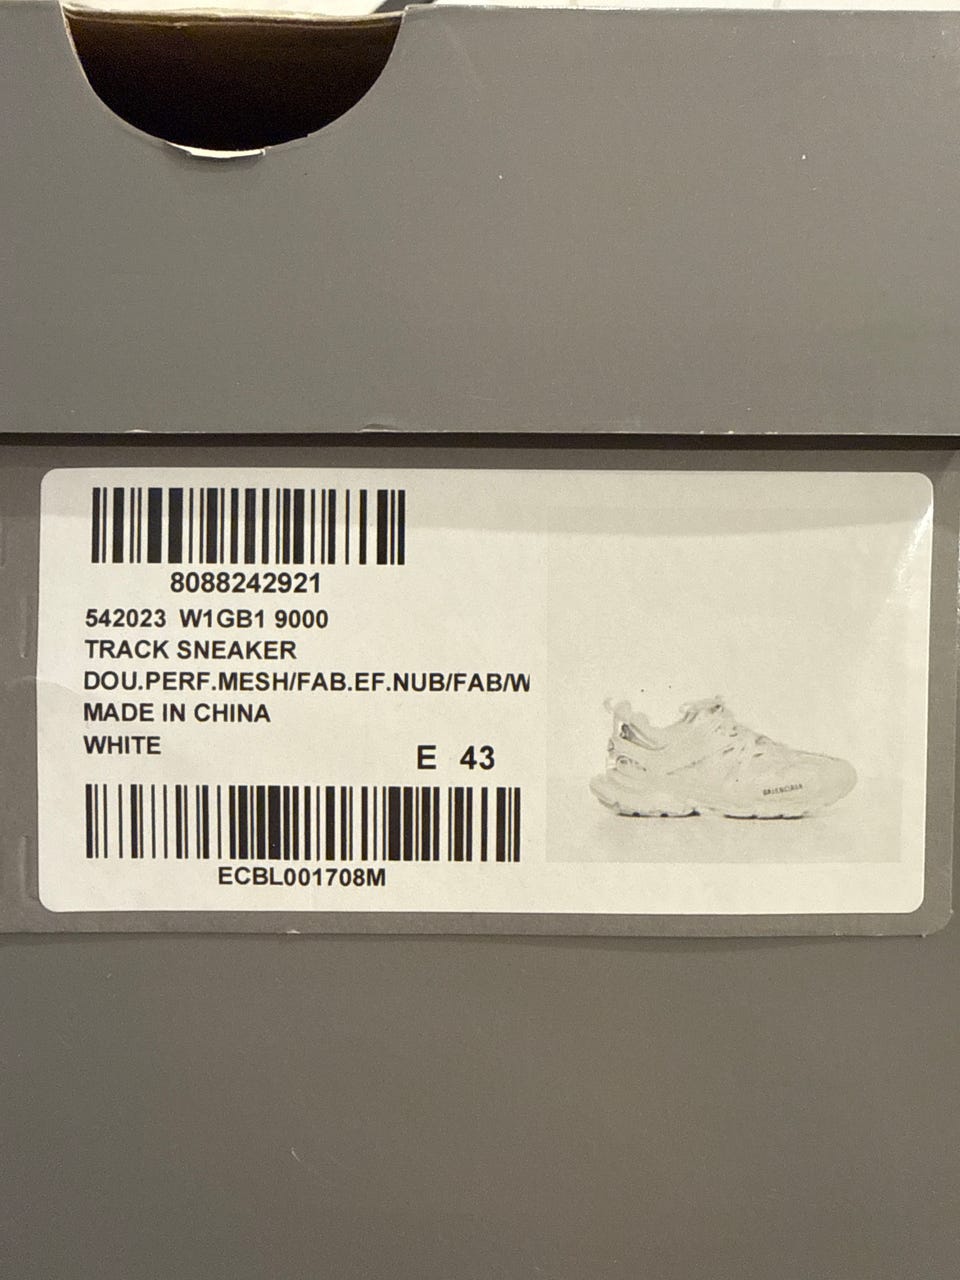 8088242921
542023 W1GB1 9000
TRACK SNEAKER
DOU.PERF.MESH/FAB.EF.NUB/FAB/W
MADE IN CHINA
WHITE
E 43
ECBL001708M
BALENCIAGA